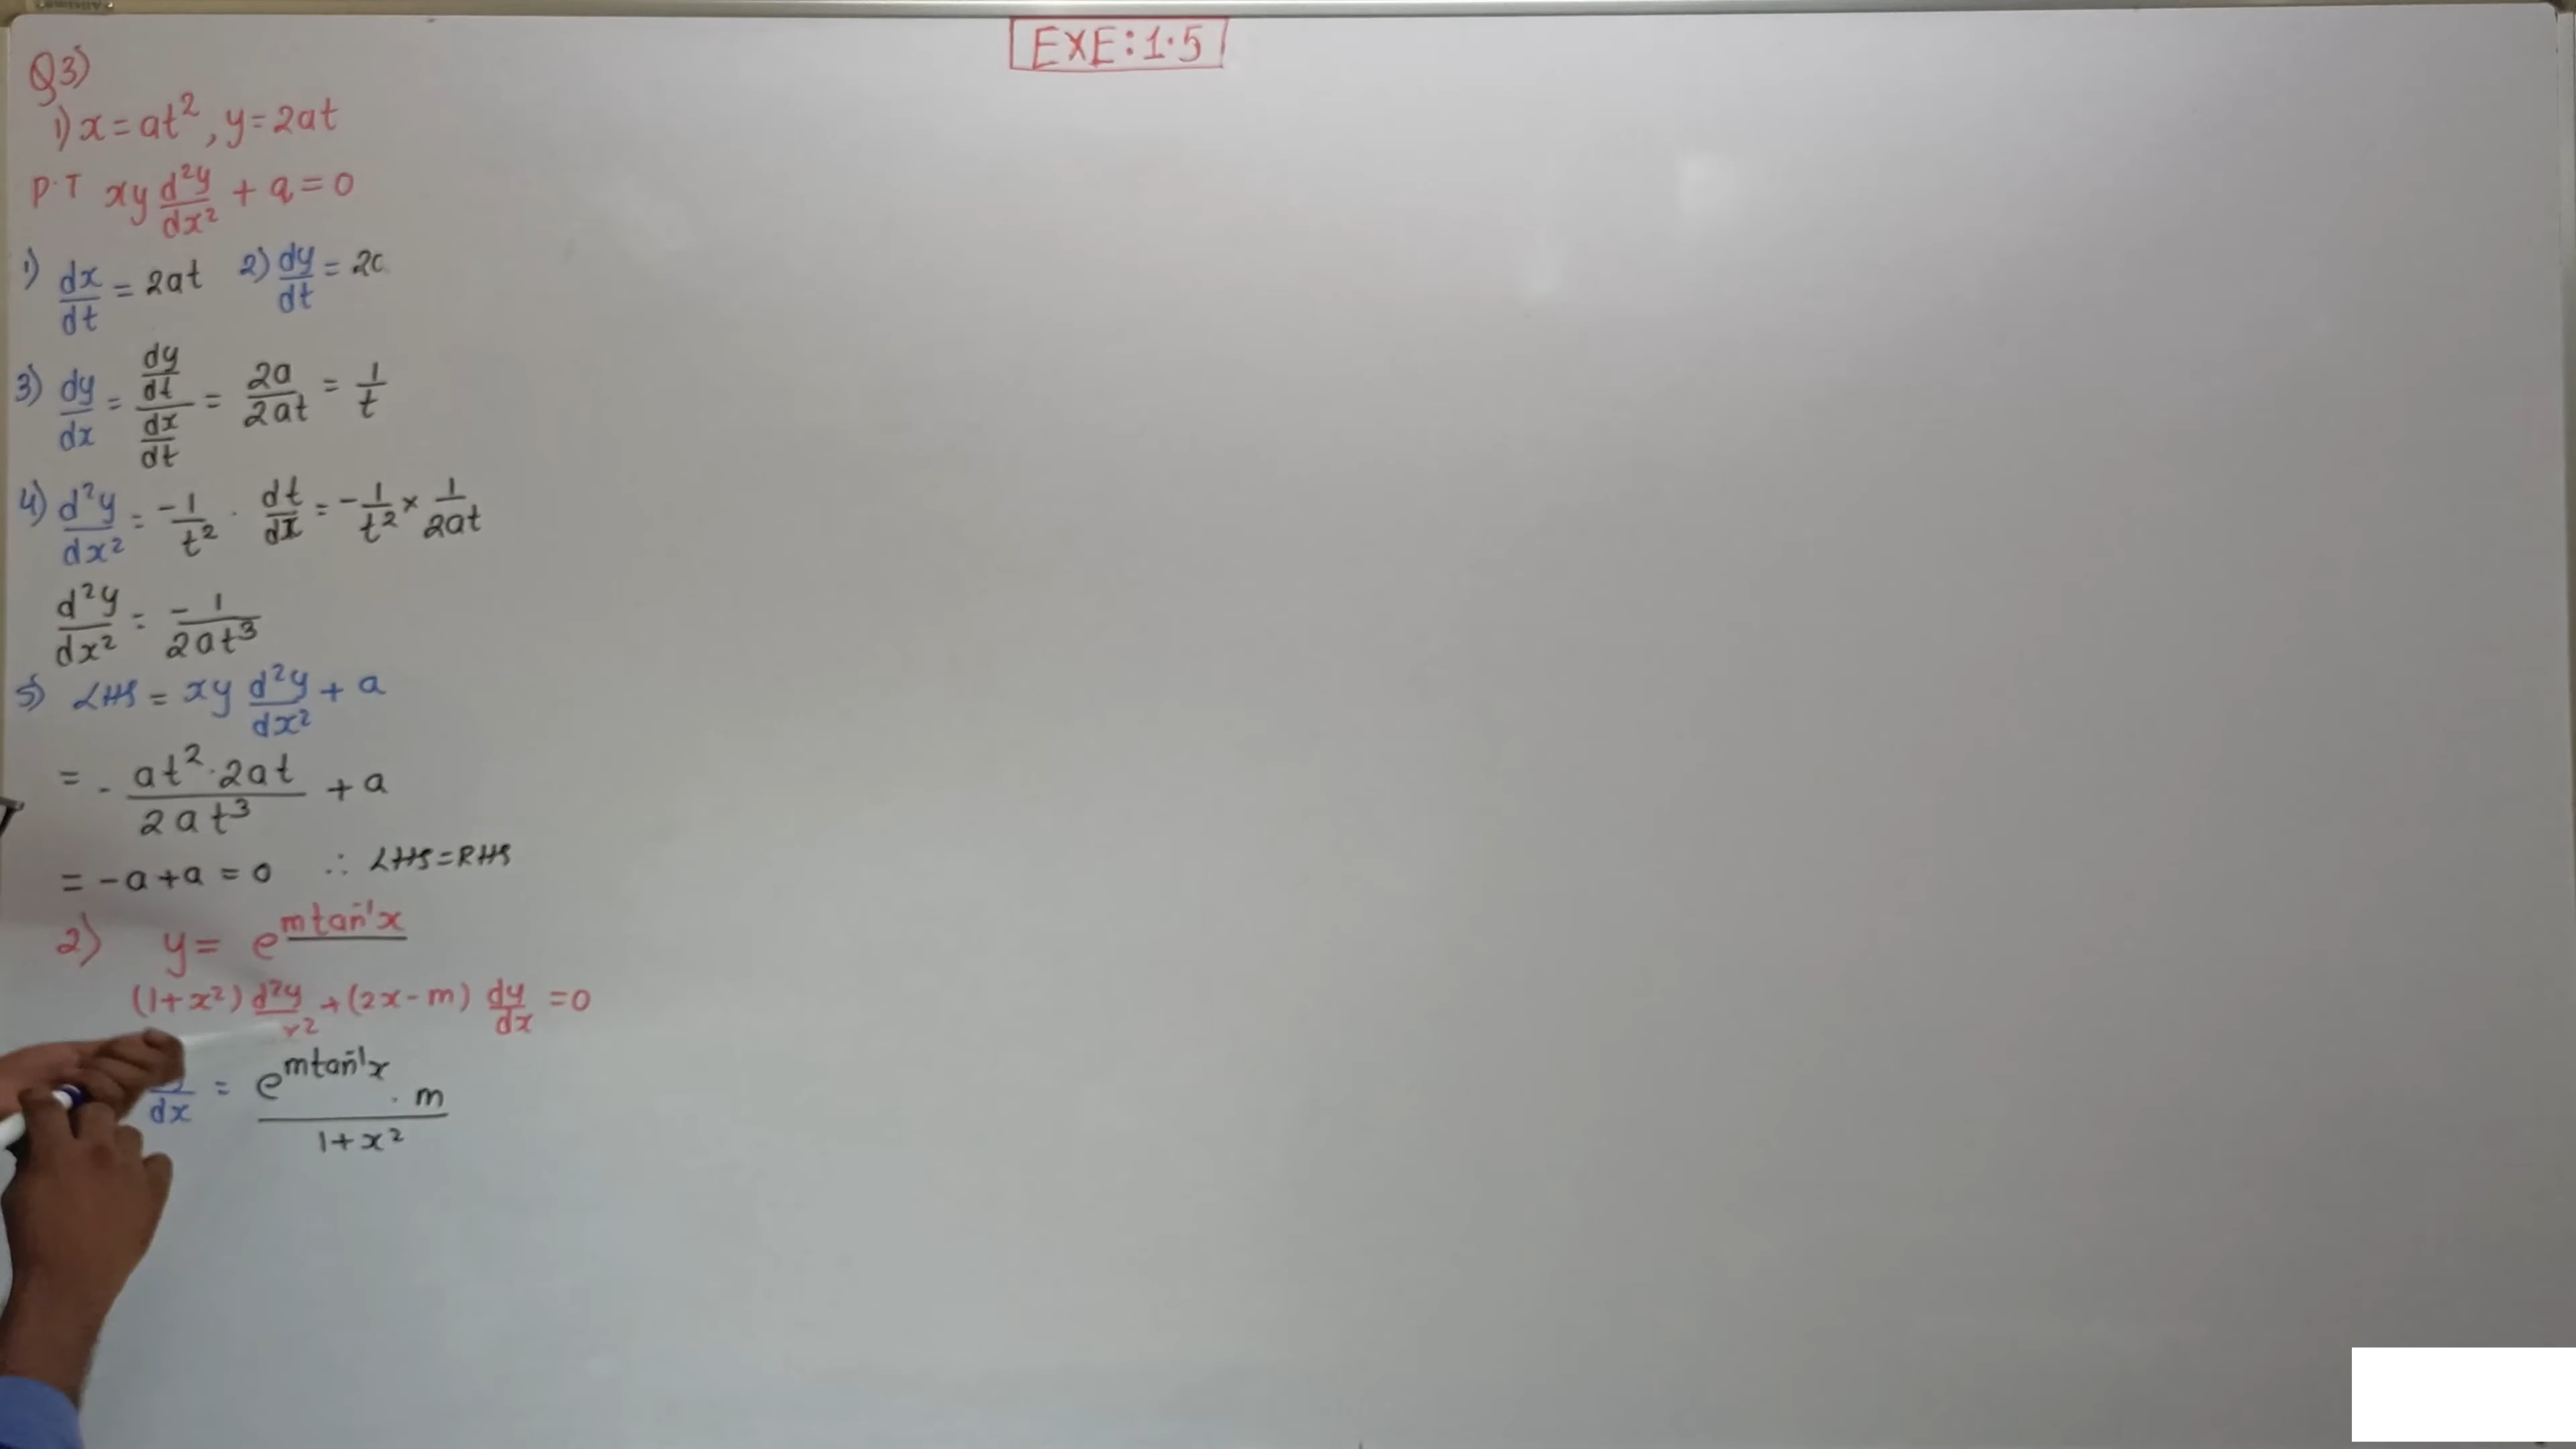 EXE:1.5
Q3)
1) x = at², y = 2at
P.T xy d²y/dx² + a = 0
1) dx/dt = 2at 2) dy/dt = 2a
3) dy/dx = (dy/dt)/(dx/dt) = 2a/2at = 1/t
4) d²y/dx² = -1/t² · dt/dx = -1/t² × 1/2at
d²y/dx² = -1/2at³
5) LHS = xy d²y/dx² + a
= - at²·2at/2at³ + a
= -a+a = 0 ∴ LHS=RHS
2) y = e^(m tan⁻¹x)
(1+x²) d²y/x² + (2x-m) dy/dx = 0
dx = e^(m tan⁻¹x) · m/1+x²